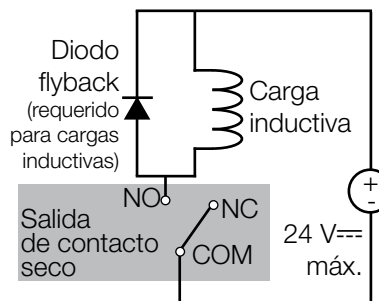 Diodo
flyback
(requerido
para cargas
inductivas)
Carga
inductiva
NO
NC
Salida
de contacto
seco
COM
+
-
24 V⎓
máx.